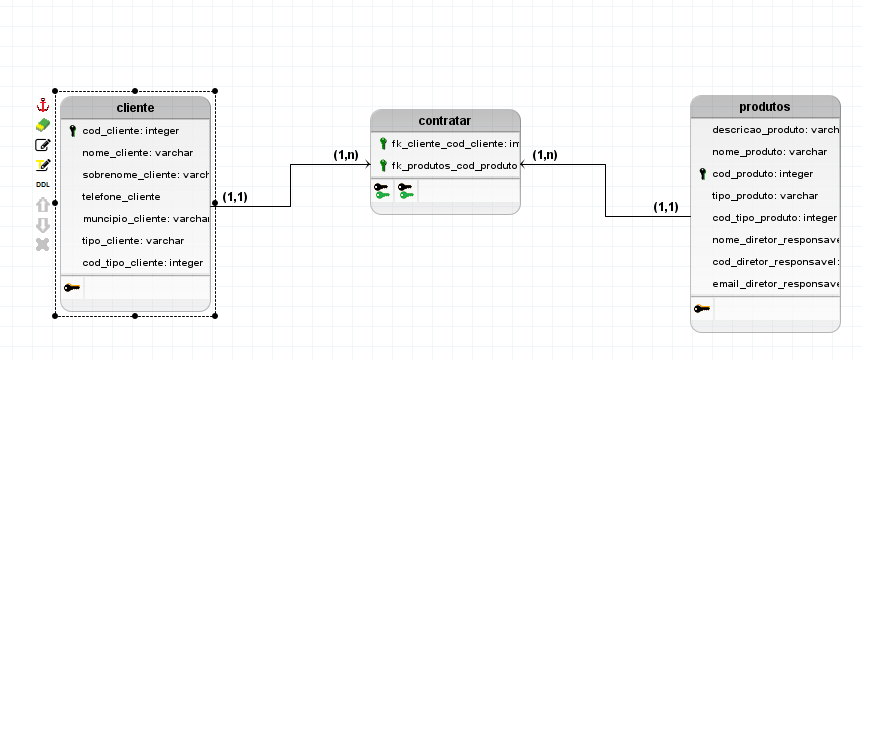 cliente
cod_cliente: integer
nome_cliente: varchar
sobrenome_cliente: varch
telefone_cliente
muncipio_cliente: varchar
tipo_cliente: varchar
cod_tipo_cliente: integer
DDL
(1,1)
(1,n)
contratar
fk_cliente_cod_cliente: in
fk_produtos_cod_produto
(1,n)
(1,1)
produtos
descricao_produto: varch
nome_produto: varchar
cod_produto: integer
tipo_produto: varchar
cod_tipo_produto: integer
nome_diretor_responsave
cod_diretor_responsavel:
email_diretor_responsave